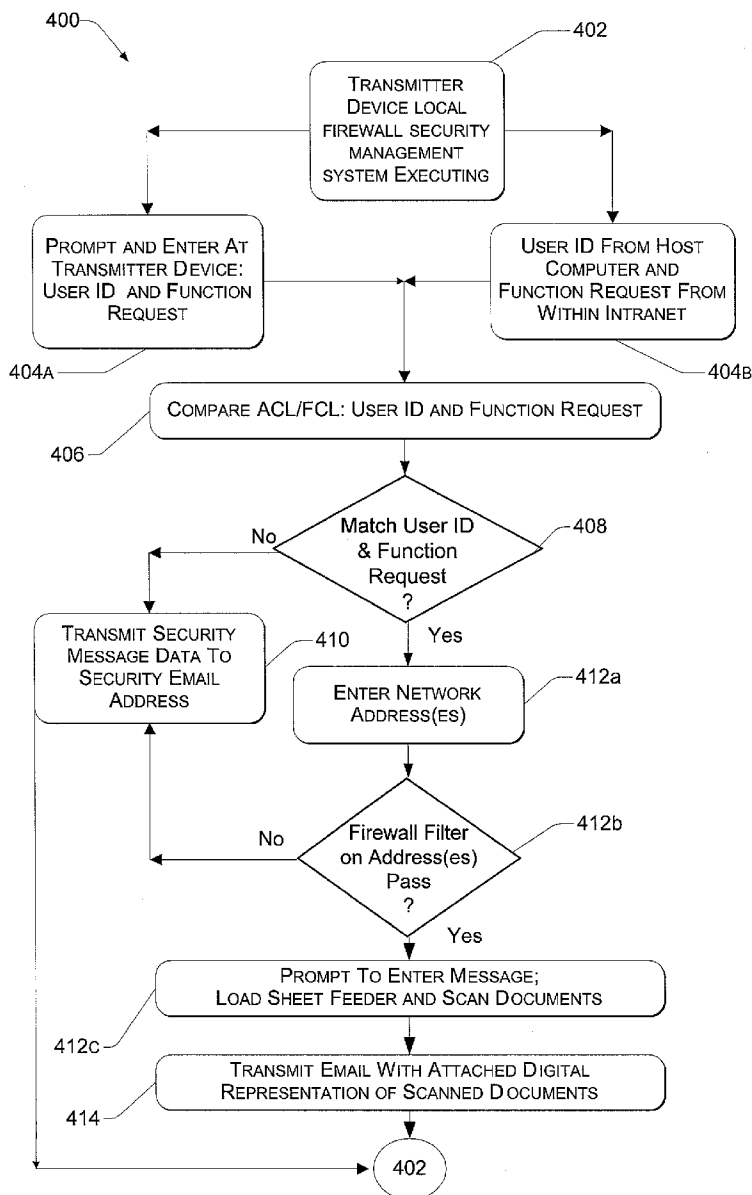 400
402
TRANSMITTER
DEVICE LOCAL
FIREWALL SECURITY
MANAGEMENT
SYSTEM EXECUTING
PROMPT AND ENTER AT
TRANSMITTER DEVICE:
USER ID AND FUNCTION
REQUEST
404A
USER ID FROM HOST
COMPUTER AND
FUNCTION REQUEST FROM
WITHIN INTRANET
404B
COMPARE ACL/FCL: USER ID AND FUNCTION REQUEST
406
Match User ID
& Function
Request
?
408
No
Yes
TRANSMIT SECURITY
MESSAGE DATA TO
SECURITY EMAIL
ADDRESS
410
ENTER NETWORK
ADDRESS(ES)
412a
Firewall Filter
on Address(es)
Pass
?
412b
No
Yes
PROMPT TO ENTER MESSAGE;
LOAD SHEET FEEDER AND SCAN DOCUMENTS
412C
TRANSMIT EMAIL WITH ATTACHED DIGITAL
REPRESENTATION OF SCANNED DOCUMENTS
414
402